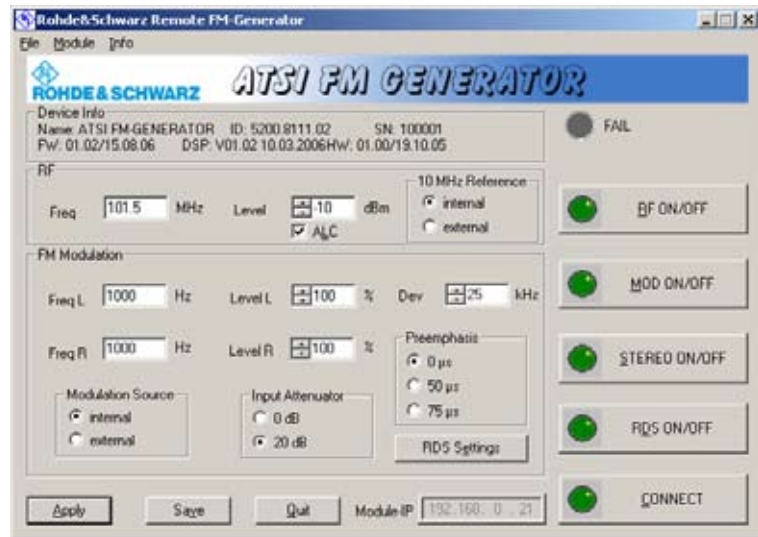 Rohde&Schwarz Remote FM-Generator
File Module Info
ROHDE & SCHWARZ ATSI FM GENERATOR
Device Info
Name: ATSI FM-GENERATOR ID: 5200.8111.02 SN: 100001
FW: 01.02/15.08.06 DSP: V01.02 10.03.2006HW: 01.00/19.10.05
FAIL
RF
Freq 101.5 MHz Level -10 dBm
ALC
10 MHz Reference
internal
external
RF ON/OFF
FM Modulation
Freq L 1000 Hz Level L 100 % Dev 25 kHz
MOD ON/OFF
Freq R 1000 Hz Level R 100 %
Preemphasis
0 µs
50 µs
75 µs
STEREO ON/OFF
Modulation Source
internal
external
Input Attenuator
0 dB
20 dB
RDS Settings
RDS ON/OFF
Apply Save Quit Module-IP 192.168. 0 . 21
CONNECT